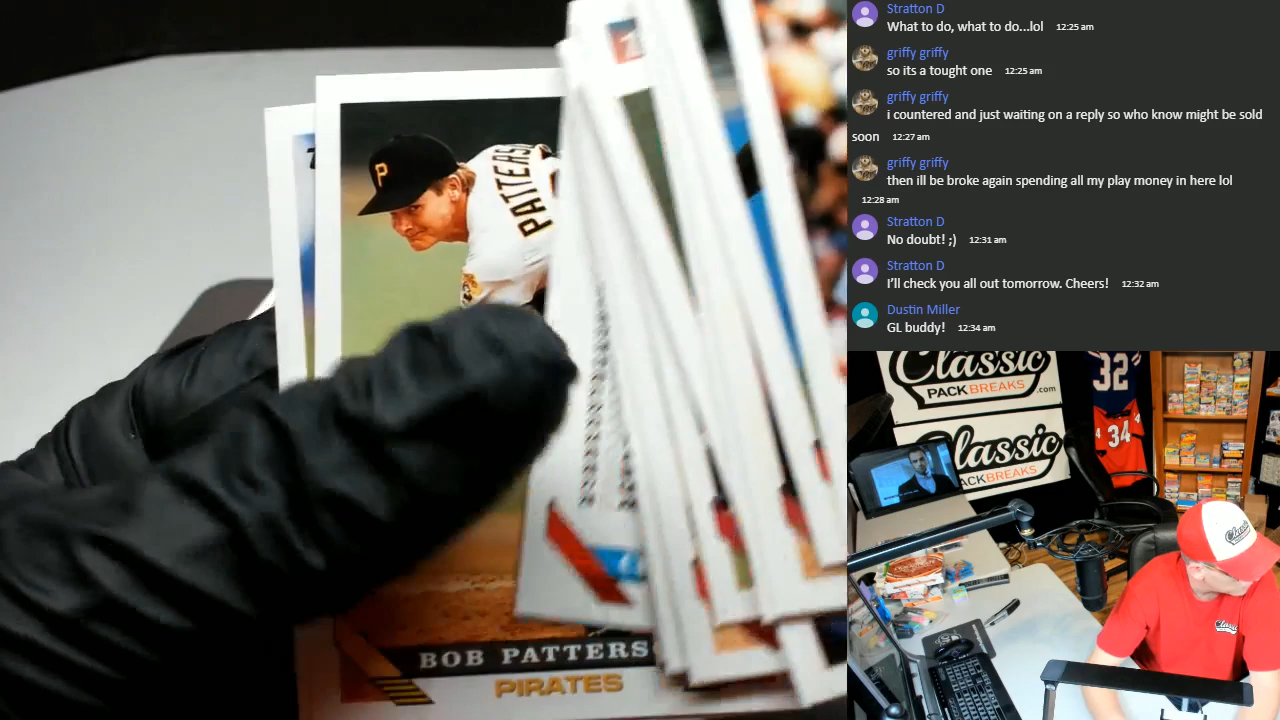 Stratton D
What to do, what to do...lol 12:25 am
griffy griffy
so its a tought one 12:25 am
griffy griffy
i countered and just waiting on a reply so who know might be sold
soon 12:27 am
griffy griffy
then ill be broke again spending all my play money in here lol
12:28 am
Stratton D
No doubt! ;) 12:31 am
Stratton D
I'll check you all out tomorrow. Cheers! 12:32 am
Dustin Miller
GL buddy! 12:34 am
P
PATTERS
BOB PATTERS
PIRATES
Classic
PACKBREAKS.com
Classic
ACKBREAKS
32
34
Classic